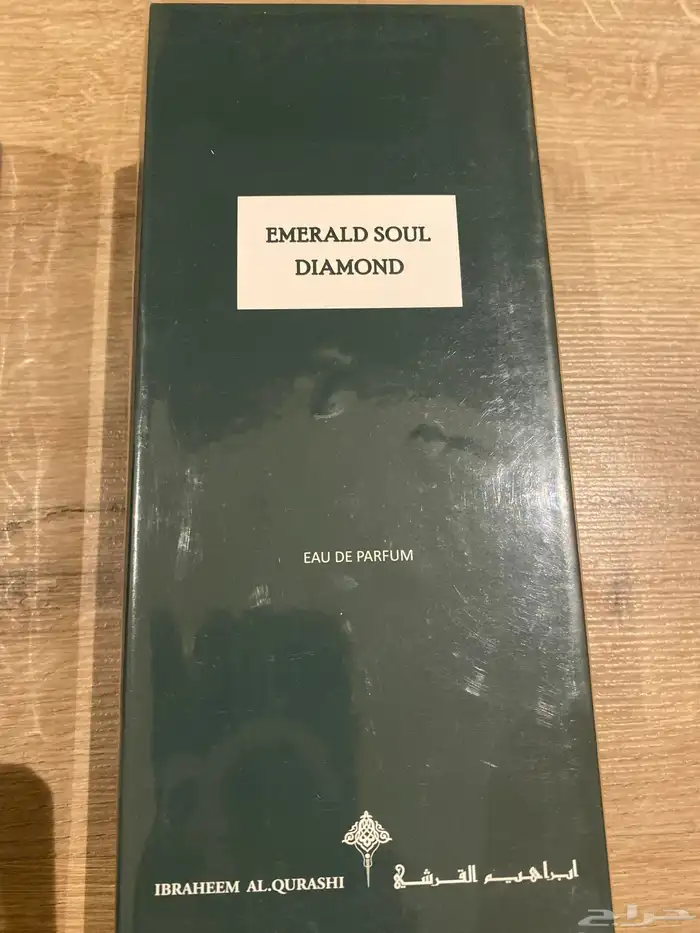 EMERALD SOUL
DIAMOND
EAU DE PARFUM
IBRAHEEM AL.QURASHI
ابراهيم القرشي
حراج